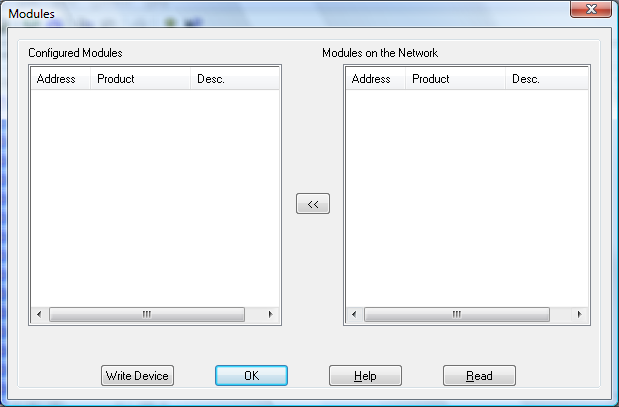 Modules
Configured Modules
Modules on the Network
Address Product Desc.
Address Product Desc.
<<
Write Device
OK
Help
Read